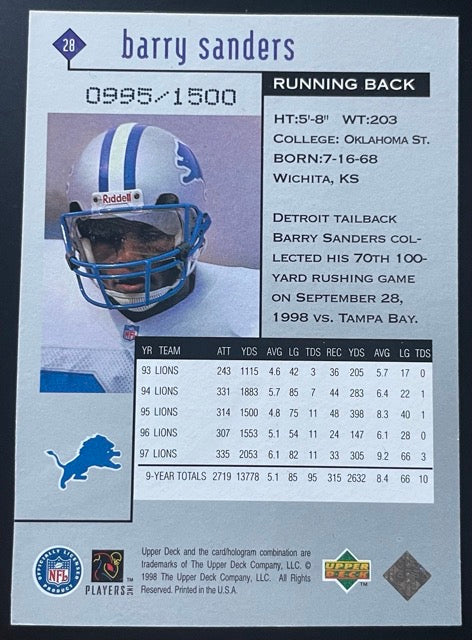 28
barry sanders
0995/1500
RUNNING BACK
HT:5'-8" WT:203
COLLEGE: OKLAHOMA ST.
BORN:7-16-68
WICHITA, KS
Riddell
DETROIT TAILBACK
BARRY SANDERS COL-
LECTED HIS 70TH 100-
YARD RUSHING GAME
ON SEPTEMBER 28,
1998 VS. TAMPA BAY.
YR TEAM ATT YDS AVG LG TDS REC YDS AVG LG TDS
93 LIONS 243 1115 4.6 42 3 36 205 5.7 17 0
94 LIONS 331 1883 5.7 85 7 44 283 6.4 22 1
95 LIONS 314 1500 4.8 75 11 48 398 8.3 40 1
96 LIONS 307 1553 5.1 54 11 24 147 6.1 28 0
97 LIONS 335 2053 6.1 82 11 33 305 9.2 66 3
9-YEAR TOTALS 2719 13778 5.1 85 95 315 2632 8.4 66 10
OFFICIALLY LICENSED
NFL
PRODUCT
PLAYERS INC
TM
Upper Deck and the card/hologram combination are
trademarks of The Upper Deck Company, LLC. ©
1998 The Upper Deck Company, LLC. All Rights
Reserved. Printed in the U.S.A.
UPPER
DECK
TM